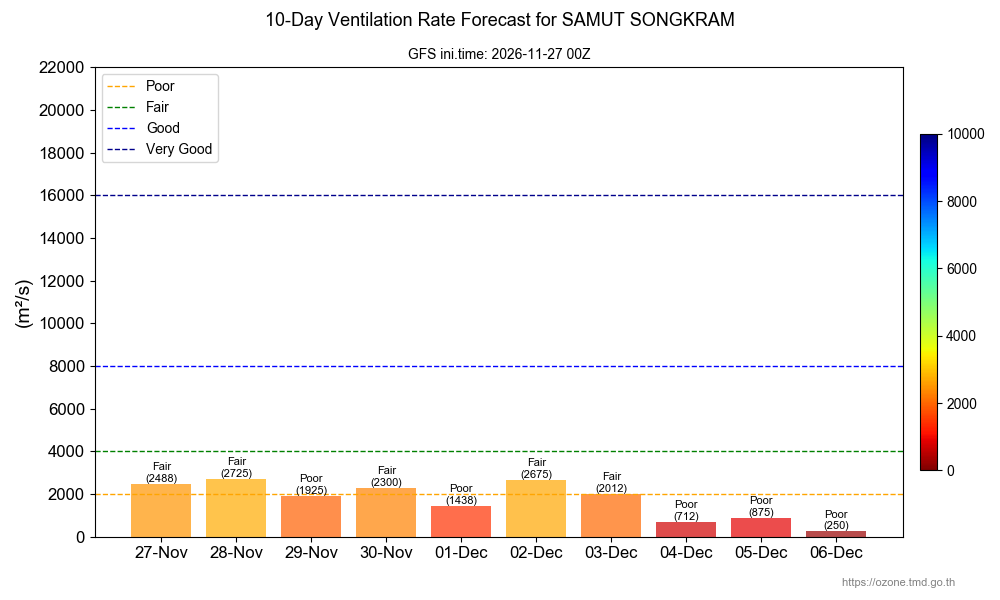 10-Day Ventilation Rate Forecast for SAMUT SONGKRAM
GFS ini.time: 2026-11-27 00Z
(m²/s)
22000
20000
18000
16000
14000
12000
10000
8000
6000
4000
2000
0
Poor
Fair
Good
Very Good
Fair
(2488)
Fair
(2725)
Poor
(1925)
Fair
(2300)
Poor
(1438)
Fair
(2675)
Fair
(2012)
Poor
(712)
Poor
(875)
Poor
(250)
27-Nov 28-Nov 29-Nov 30-Nov 01-Dec 02-Dec 03-Dec 04-Dec 05-Dec 06-Dec
10000
8000
6000
4000
2000
0
https://ozone.tmd.go.th